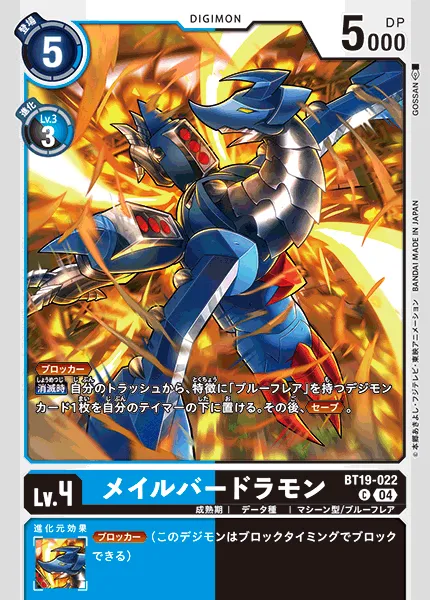 DIGIMON
登場
5
DP
5000
進化
Lv.3
3
GOSSAN
BANDAI MADE IN JAPAN
©本郷あきよし・フジテレビ・東映アニメーション
ブロッカー
消滅時 自分のトラッシュから、特徴に「ブルーフレア」を持つデジモン
カード1枚を自分のテイマーの下に置ける。その後、セーブ。
BT19-022
Lv.4
メイルバードラモン
C 04
成熟期 | データ種 | マシーン型/ブルーフレア
進化元効果
ブロッカー (このデジモンはブロックタイミングでブロック
できる)